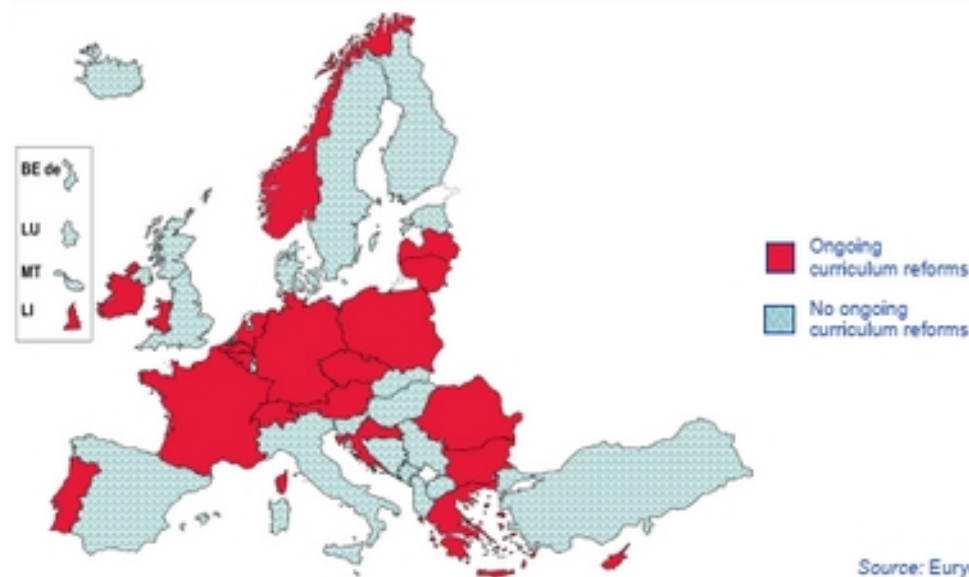 BE de
LU
MT
LI
Ongoing
curriculum reforms
No ongoing
curriculum reforms
Source: Eury